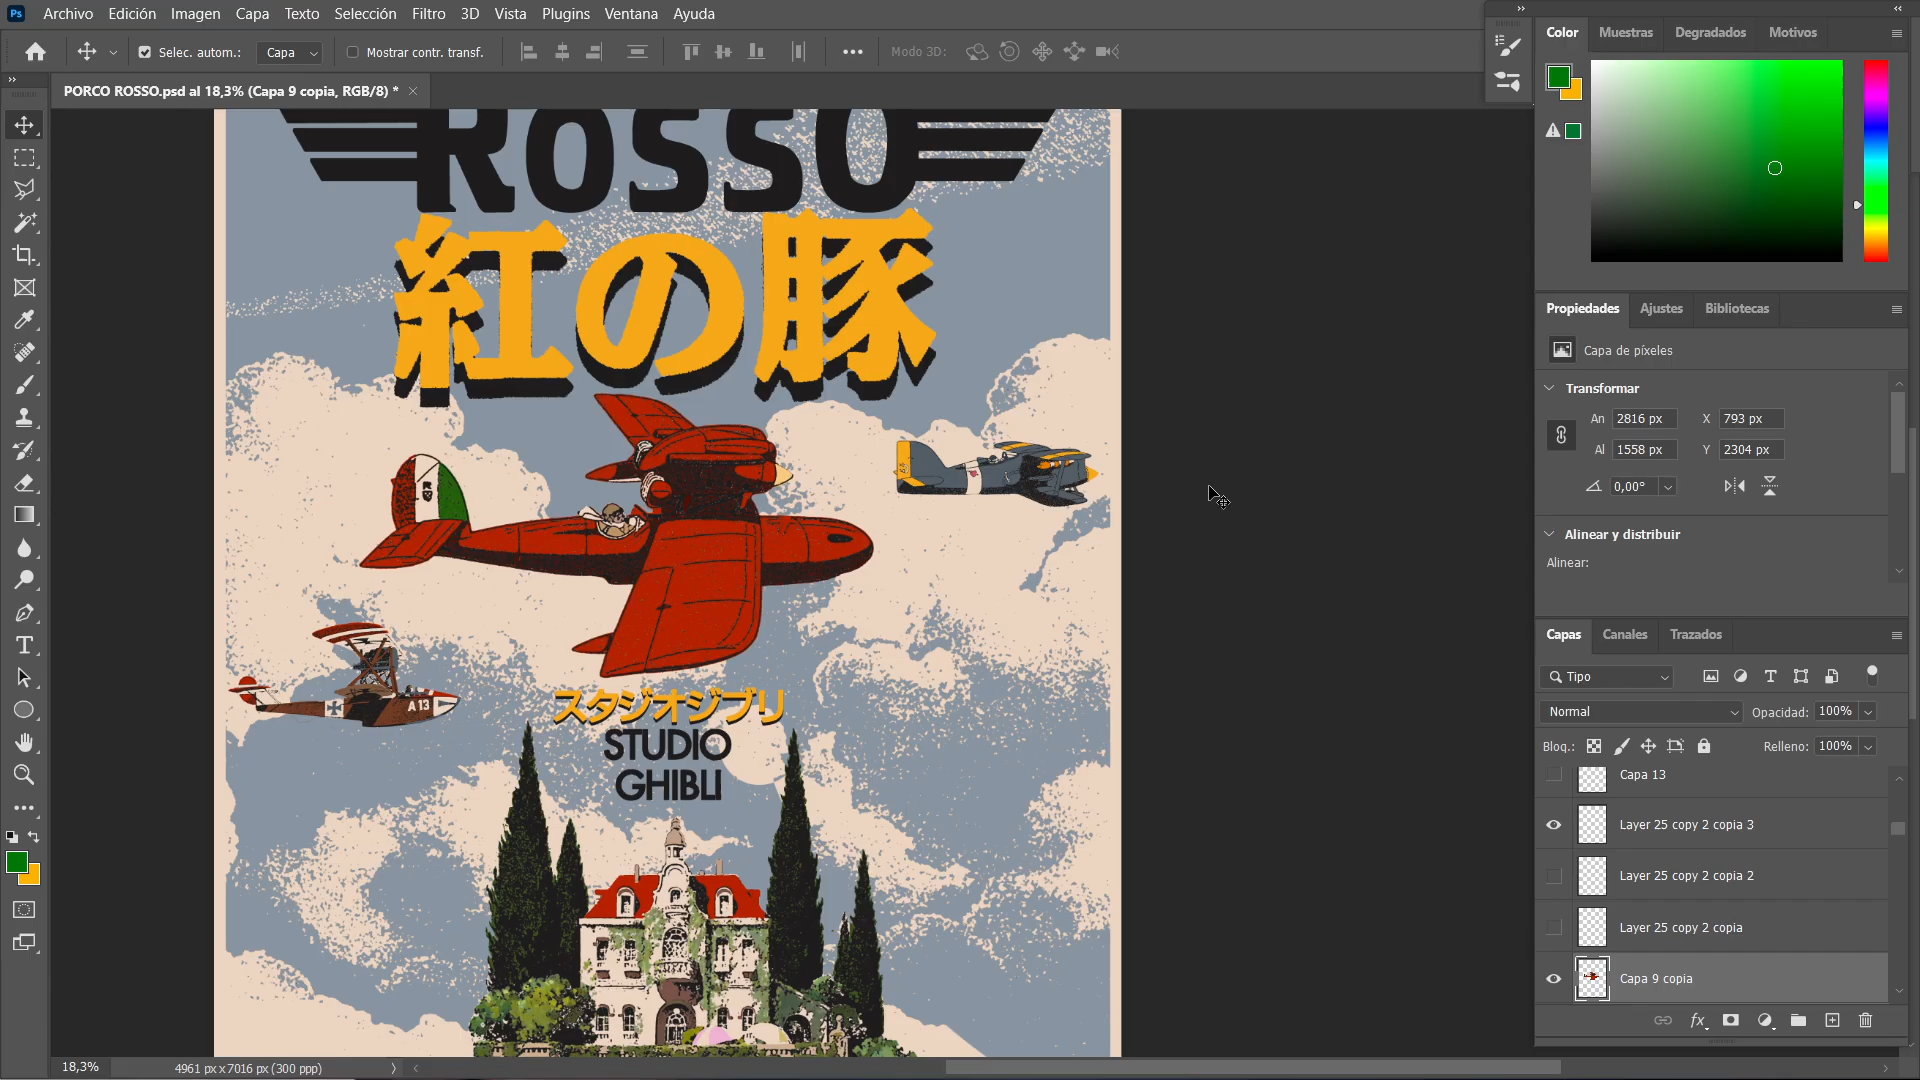 Ps Archivo Edición Imagen Capa Texto Selección Filtro 3D Vista Plugins Ventana Ayuda
Selec. autom.: Capa Mostrar contr. transf. Modo 3D:
PORCO ROSSO.psd al 18,3% (Capa 9 copia, RGB/8) *
ROSSO
紅の豚
A 13
スタジオジブリ
STUDIO
GHIBLI
18,3% 4961 px x 7016 px (300 ppp)
Color Muestras Degradados Motivos
Propiedades Ajustes Bibliotecas
Capa de píxeles
Transformar
An 2816 px X 793 px
Al 1558 px Y 2304 px
0,00°
Alinear y distribuir
Alinear:
Capas Canales Trazados
Tipo
Normal Opacidad: 100%
Bloq.: Relleno: 100%
Capa 13
Layer 25 copy 2 copia 3
Layer 25 copy 2 copia 2
Layer 25 copy 2 copia
Capa 9 copia
fx